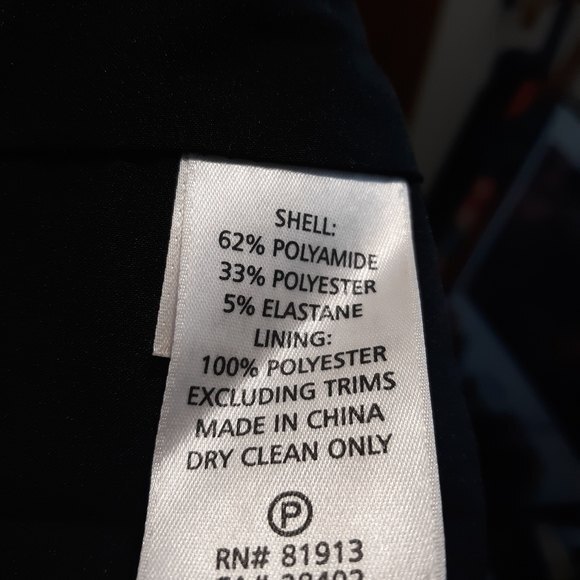 SHELL:
62% POLYAMIDE
33% POLYESTER
5% ELASTANE
LINING:
100% POLYESTER
EXCLUDING TRIMS
MADE IN CHINA
DRY CLEAN ONLY
P
RN# 81913